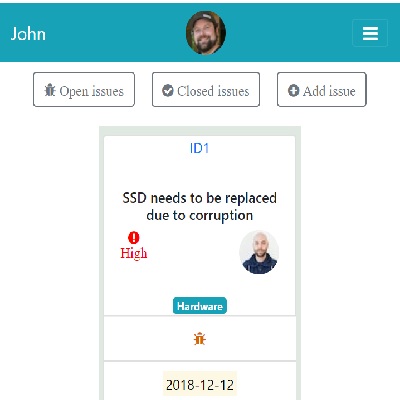 John
Open issues
Closed issues
Add issue
ID1
SSD needs to be replaced
due to corruption
High
Hardware
2018-12-12